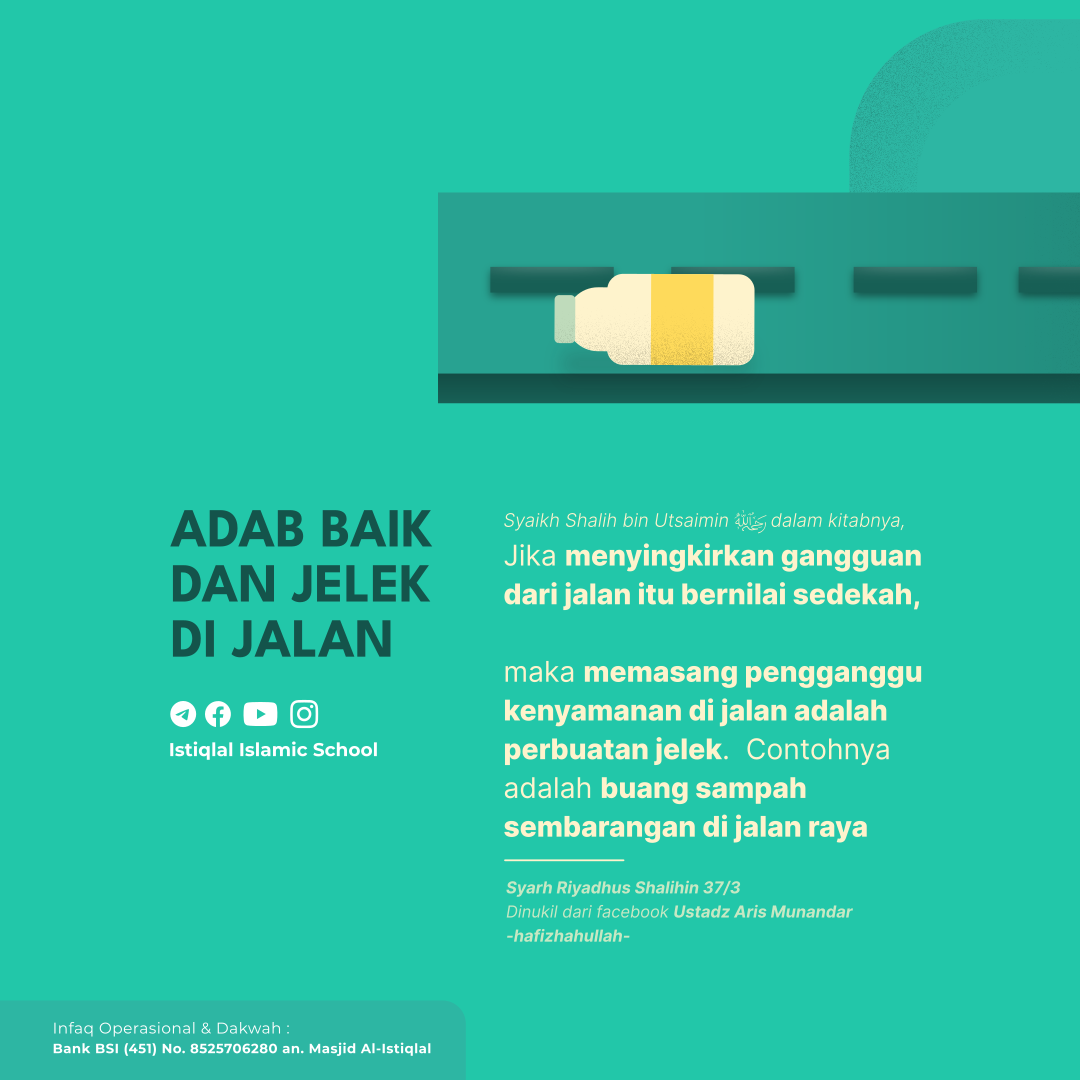 ADAB BAIK
DAN JELEK
DI JALAN
Istiqlal Islamic School
Syaikh Shalih bin Utsaimin رحمه الله dalam kitabnya,
Jika menyingkirkan gangguan
dari jalan itu bernilai sedekah,
maka memasang pengganggu
kenyamanan di jalan adalah
perbuatan jelek. Contohnya
adalah buang sampah
sembarangan di jalan raya
Syarh Riyadhus Shalihin 37/3
Dinukil dari facebook Ustadz Aris Munandar
-hafizhahullah-
Infaq Operasional & Dakwah :
Bank BSI (451) No. 8525706280 an. Masjid Al-Istiqlal